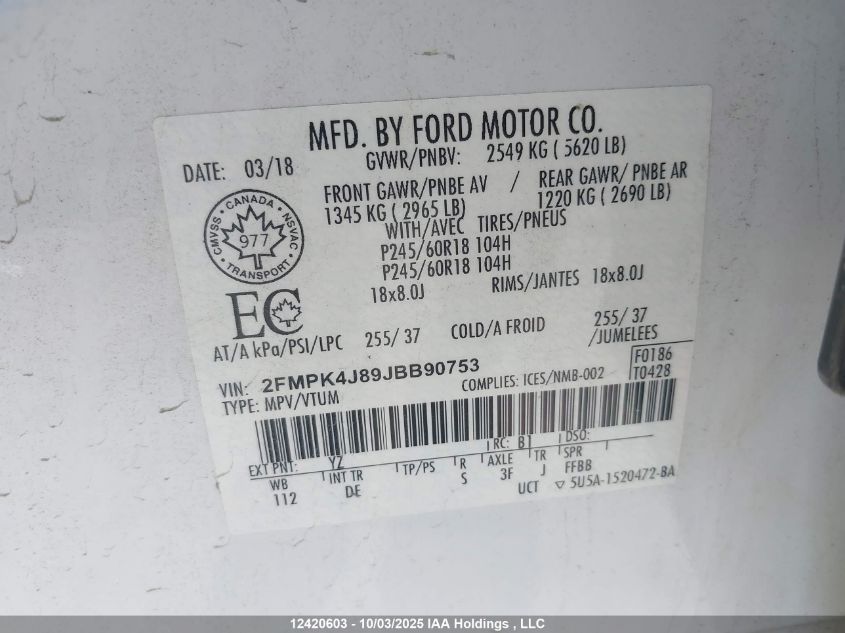 MFD. BY FORD MOTOR CO.
DATE: 03/18
GVWR/PNBV: 2549 KG ( 5620 LB)
FRONT GAWR/PNBE AV / REAR GAWR/ PNBE AR
1345 KG ( 2965 LB) 1220 KG ( 2690 LB)
WITH/AVEC TIRES/PNEUS
P245/60R18 104H
P245/60R18 104H
18x8.0J RIMS/JANTES 18x8.0J
CMVSS • CANADA • NSVAC
977
• TRANSPORT •
EC
AT/A kPa/PSI/LPC 255/ 37 COLD/A FROID 255/ 37
/JUMELEES
VIN: 2FMPK4J89JBB90753
F0186
TYPE: MPV/VTUM COMPLIES: ICES/NMB-002 T0428
EXT PNT: YZ RC: B DSO:
WB INT TR TP/PS R AXLE TR SPR
112 DE S 3F J FFBB
UCT ▽ 5U5A-1520472-BA
12420603 - 10/03/2025 IAA Holdings , LLC